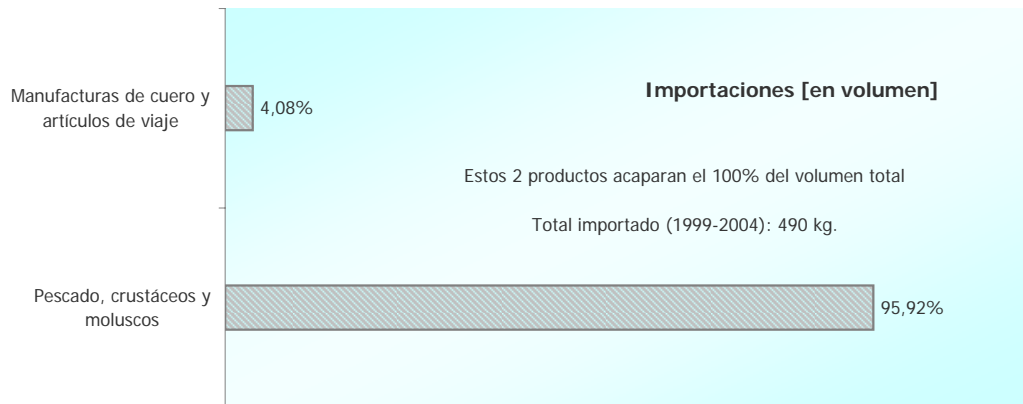 Importaciones [en volumen]
Manufacturas de cuero y
artículos de viaje
4,08%
Estos 2 productos acaparan el 100% del volumen total
Total importado (1999-2004): 490 kg.
Pescado, crustáceos y
moluscos
95,92%